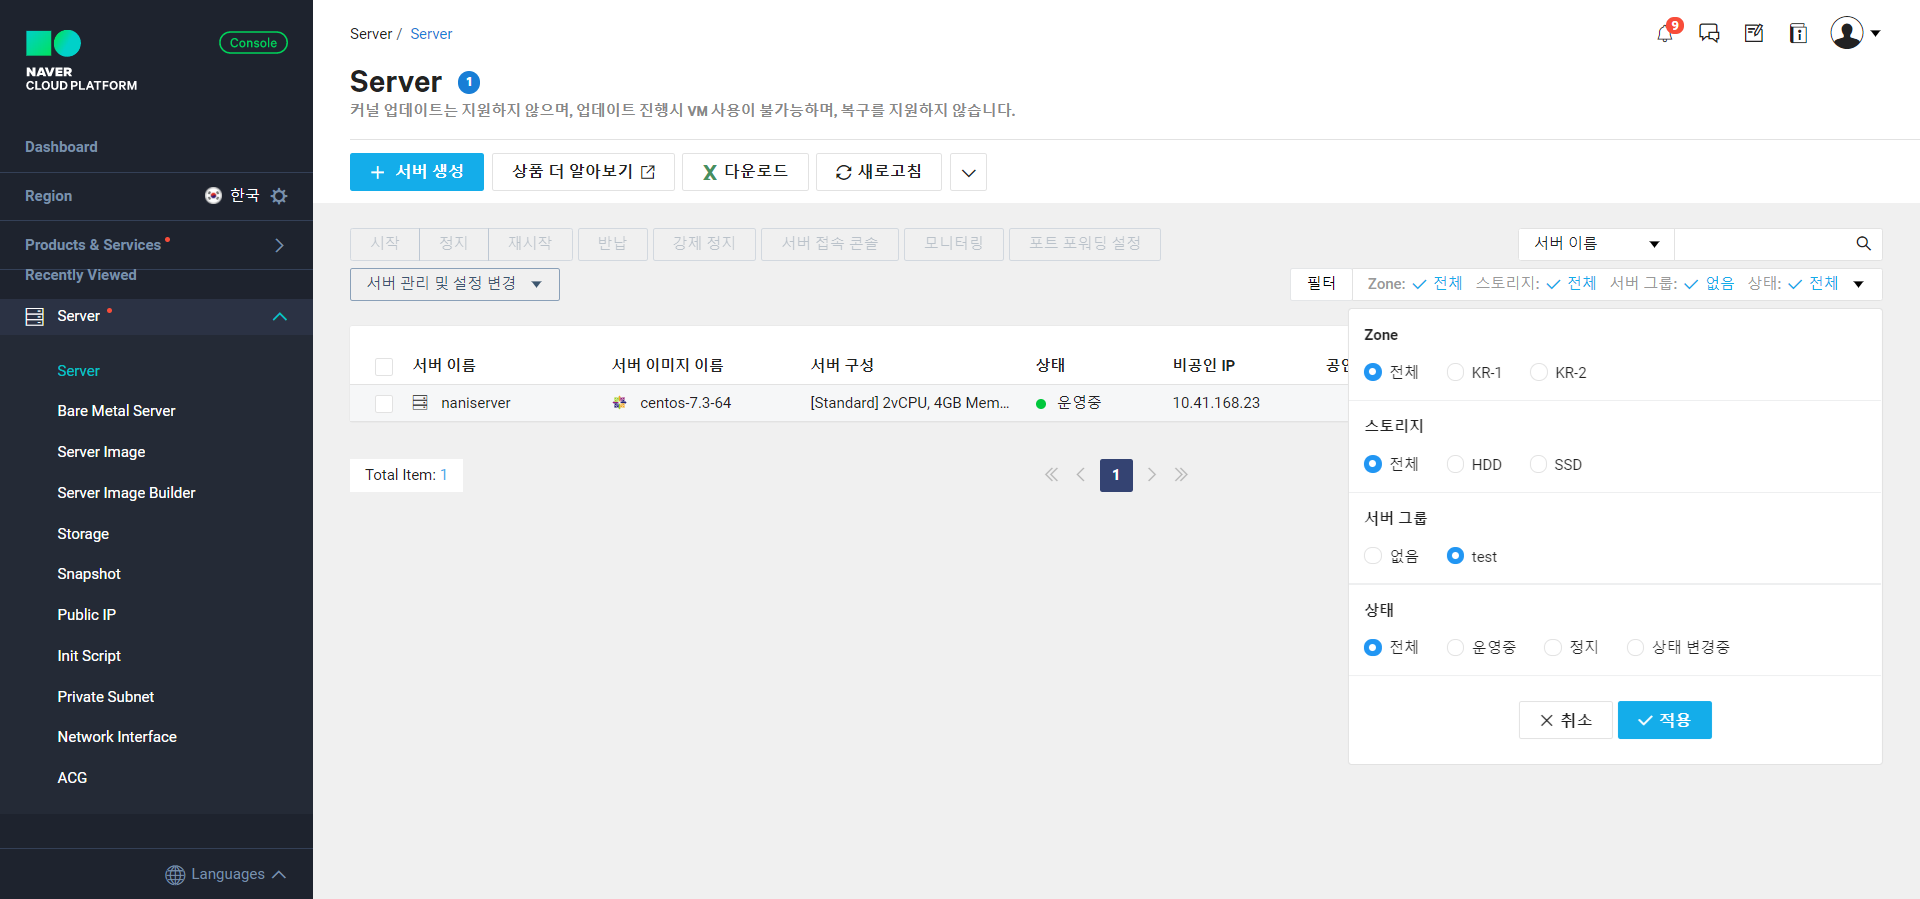 NAVER
CLOUD PLATFORM
Console
Dashboard
Region 한국
Products & Services
Recently Viewed
Server
Server
Bare Metal Server
Server Image
Server Image Builder
Storage
Snapshot
Public IP
Init Script
Private Subnet
Network Interface
ACG
Languages
Server / Server
9
Server 1
커널 업데이트는 지원하지 않으며, 업데이트 진행시 VM 사용이 불가능하며, 복구를 지원하지 않습니다.
서버 생성 상품 더 알아보기 다운로드 새로고침
시작 정지 재시작 반납 강제 정지 서버 접속 콘솔 모니터링 포트 포워딩 설정 서버 이름
서버 관리 및 설정 변경 필터 Zone: 전체 스토리지: 전체 서버 그룹: 없음 상태: 전체
서버 이름 서버 이미지 이름 서버 구성 상태 비공인 IP 공인
naniserver centos-7.3-64 [Standard] 2vCPU, 4GB Mem... 운영중 10.41.168.23
Total Item: 1 1
Zone
전체 KR-1 KR-2
스토리지
전체 HDD SSD
서버 그룹
없음 test
상태
전체 운영중 정지 상태 변경중
취소 적용